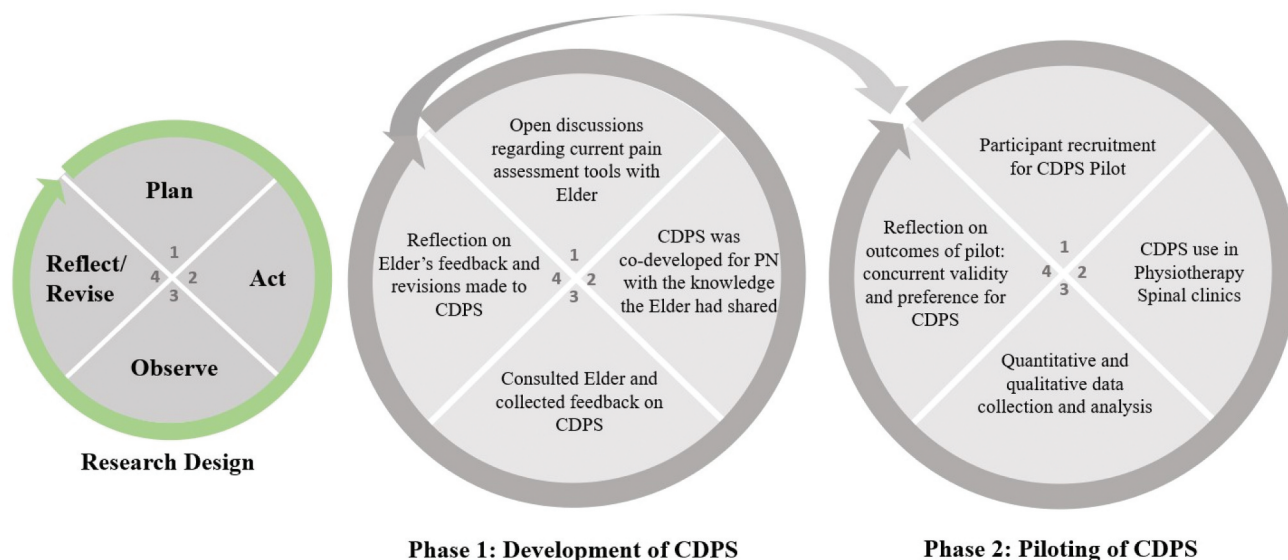 Plan
1
Act
2
Observe
3
Reflect/
Revise
4
Research Design
Open discussions
regarding current pain
assessment tools with
Elder
1
CDPS was
co-developed for PN
with the knowledge
the Elder had shared
2
Consulted Elder and
collected feedback on
CDPS
3
Reflection on
Elder's feedback and
revisions made to
CDPS
4
Phase 1: Development of CDPS
Participant recruitment
for CDPS Pilot
1
CDPS use in
Physiotherapy
Spinal clinics
2
Quantitative and
qualitative data
collection and analysis
3
Reflection on
outcomes of pilot:
concurrent validity
and preference for
CDPS
4
Phase 2: Piloting of CDPS